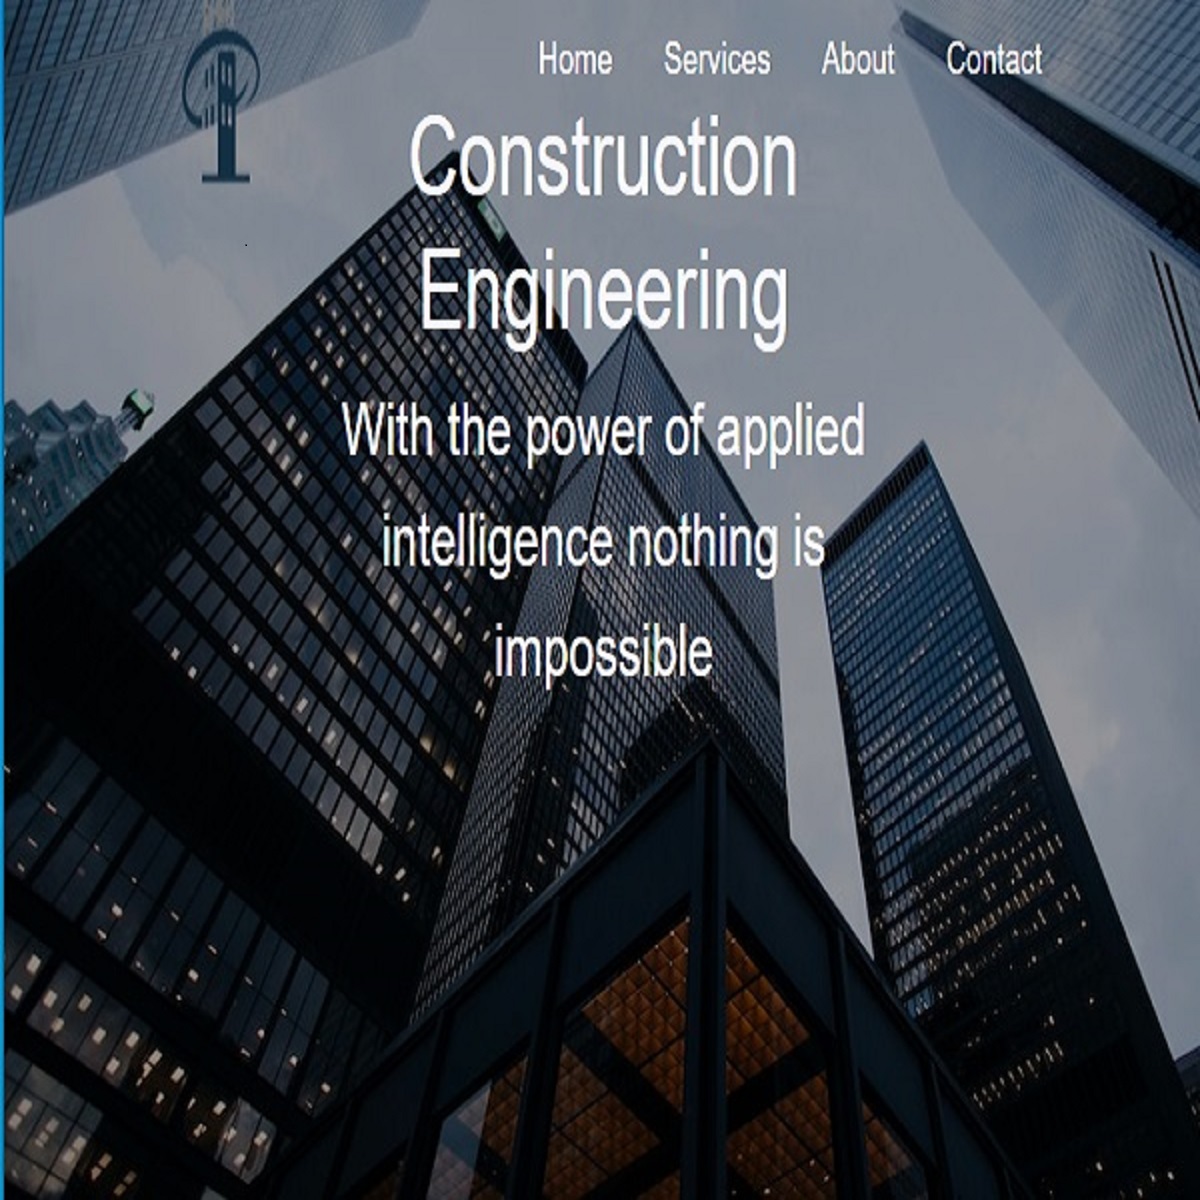 Home Services About Contact
Construction
Engineering
With the power of applied
intelligence nothing is
impossible